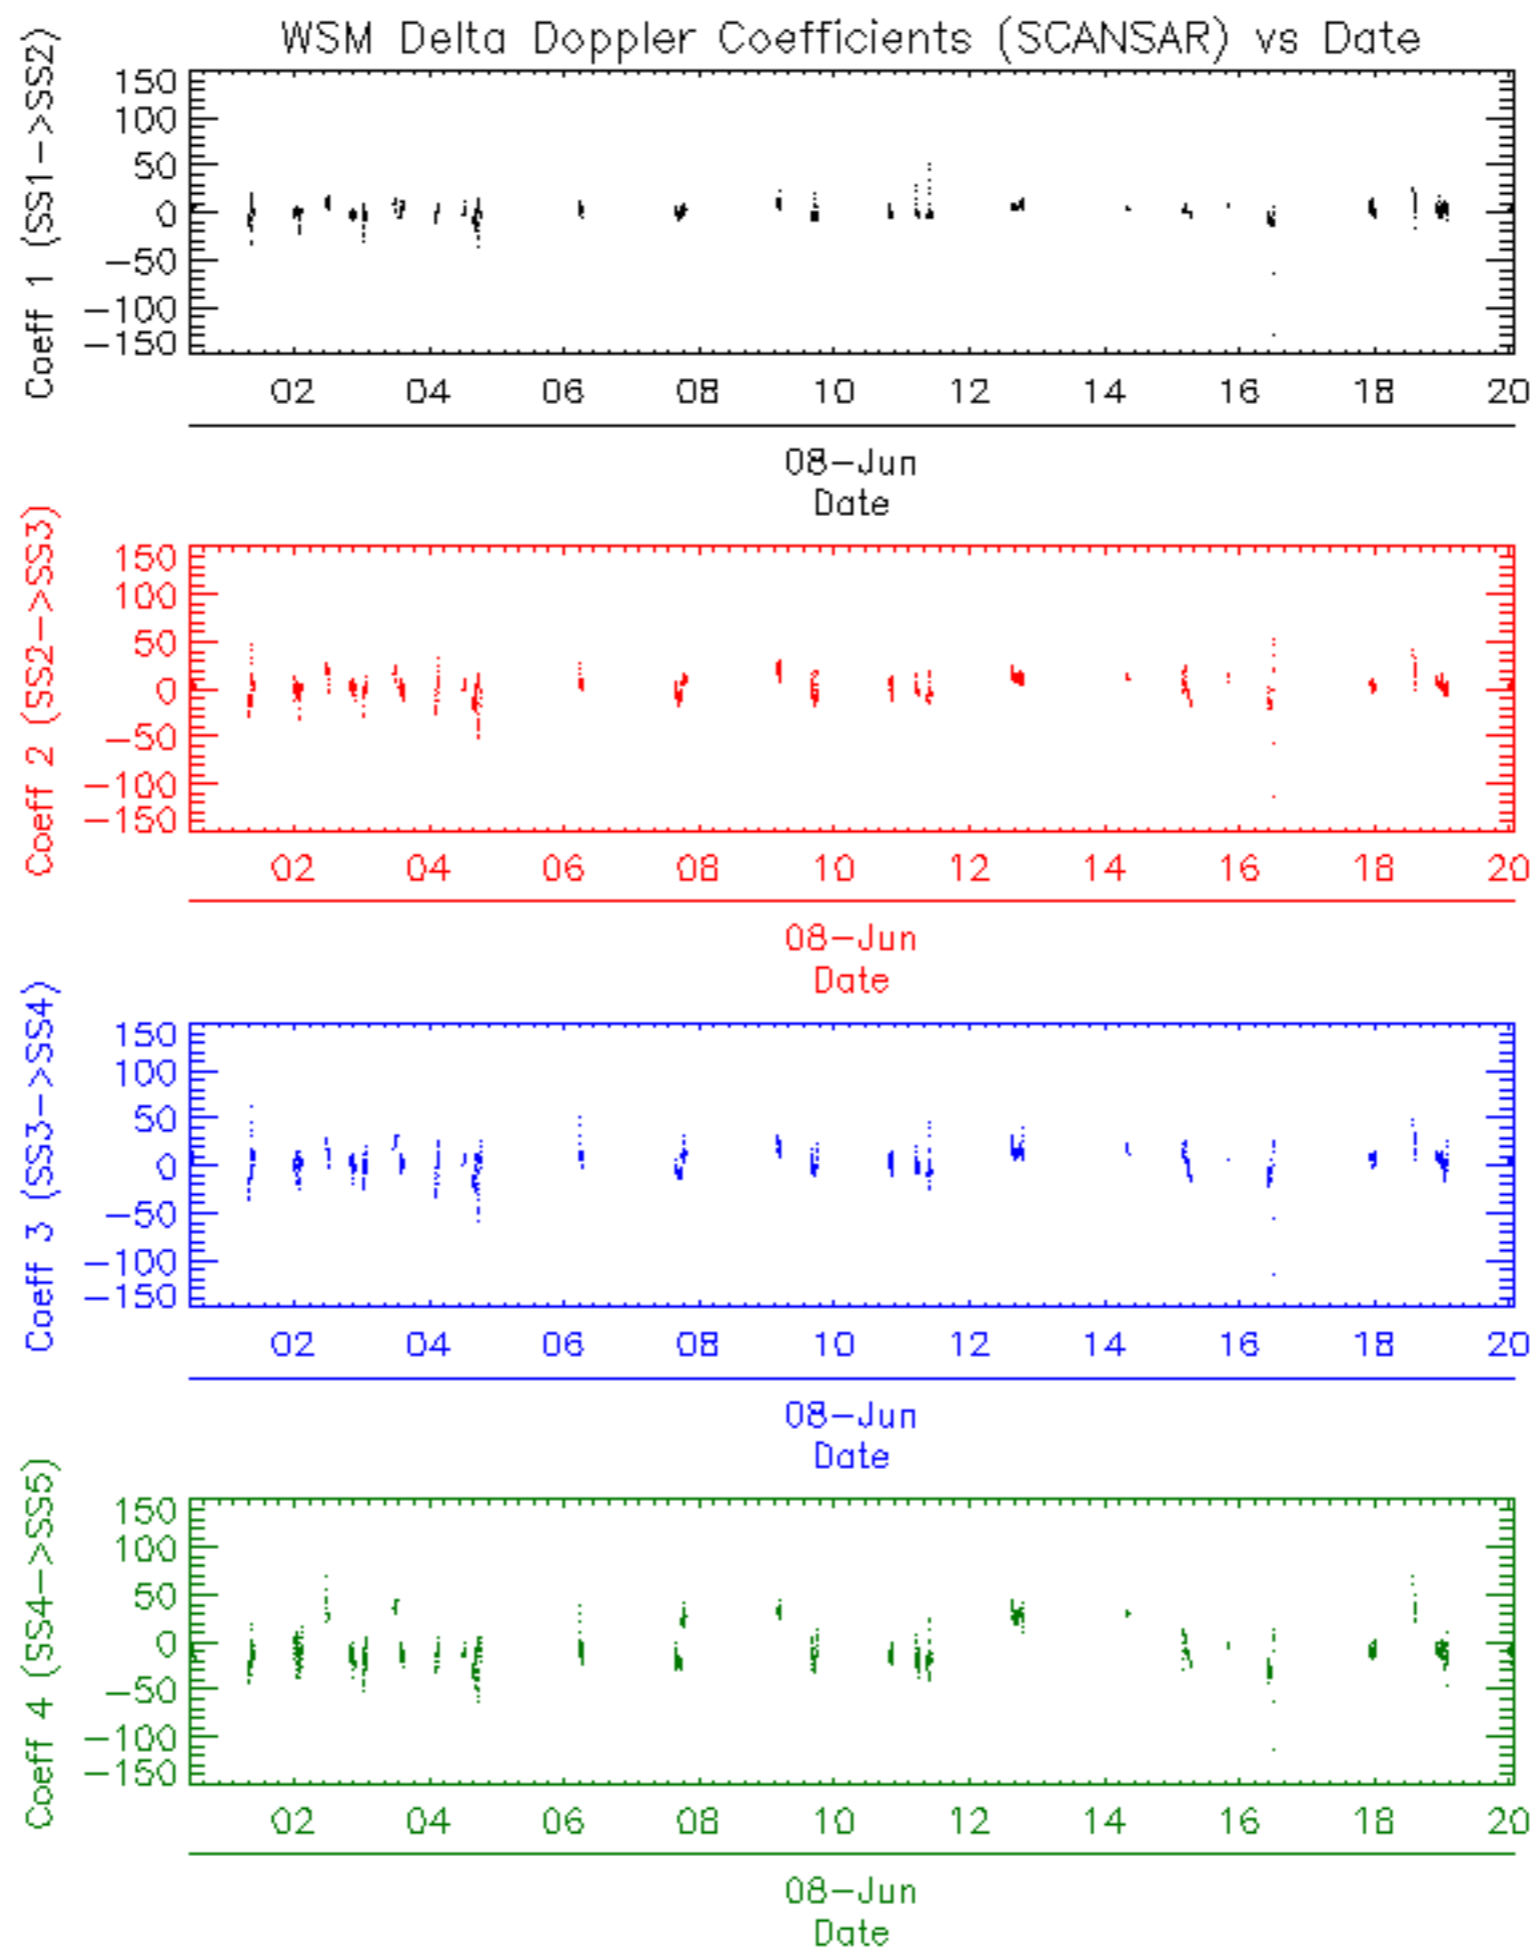 WSM Delta Doppler Coefficients (SCANSAR) vs Date
Coeff 1 (SS1->SS2)
150
100
50
0
-50
-100
-150
02 04 06 08 10 12 14 16 18 20
08-Jun
Date
Coeff 2 (SS2->SS3)
150
100
50
0
-50
-100
-150
02 04 06 08 10 12 14 16 18 20
08-Jun
Date
Coeff 3 (SS3->SS4)
150
100
50
0
-50
-100
-150
02 04 06 08 10 12 14 16 18 20
08-Jun
Date
Coeff 4 (SS4->SS5)
150
100
50
0
-50
-100
-150
02 04 06 08 10 12 14 16 18 20
08-Jun
Date